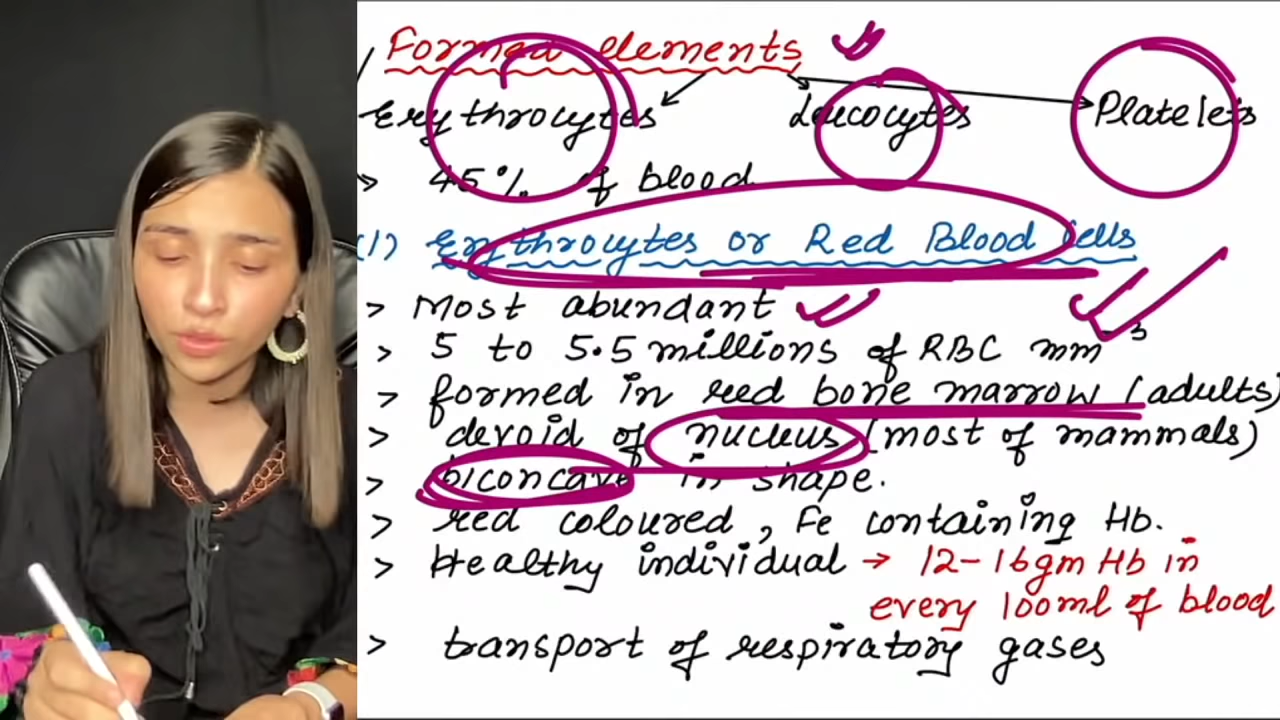 Formed elements
Erythrocytes Leucocytes Platelets
> 45% of blood
(1) Erythrocytes or Red Blood Cells
> Most abundant
> 5 to 5.5 millions of RBC mm⁻³
> formed in red bone marrow (adults)
> devoid of nucleus (most of mammals)
> biconcave in shape.
> red coloured, Fe containing Hb.
> Healthy individual → 12-16gm Hb in
every 100ml of blood
> transport of respiratory gases